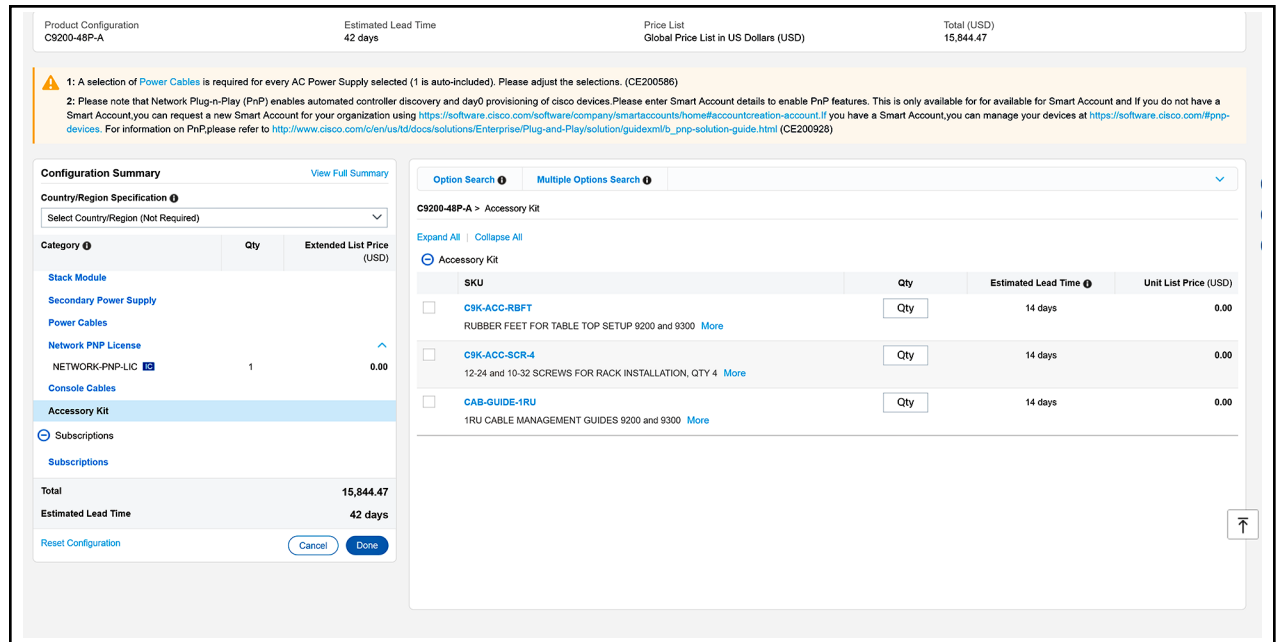 Product Configuration
C9200-48P-A
Estimated Lead Time
42 days
Price List
Global Price List in US Dollars (USD)
Total (USD)
15,844.47
1: A selection of Power Cables is required for every AC Power Supply selected (1 is auto-included). Please adjust the selections. (CE200586)
2: Please note that Network Plug-n-Play (PnP) enables automated controller discovery and day0 provisioning of cisco devices.Please enter Smart Account details to enable PnP features. This is only available for for available for Smart Account and If you do not have a
Smart Account,you can request a new Smart Account for your organization using https://software.cisco.com/software/company/smartaccounts/home#accountcreation-account.If you have a Smart Account,you can manage your devices at https://software.cisco.com/#pnp-
devices. For information on PnP,please refer to http://www.cisco.com/c/en/us/td/docs/solutions/Enterprise/Plug-and-Play/solution/guidexml/b_pnp-solution-guide.html (CE200928)
Configuration Summary
View Full Summary
Country/Region Specification
Select Country/Region (Not Required)
Category Qty Extended List Price
(USD)
Stack Module
Secondary Power Supply
Power Cables
Network PNP License
NETWORK-PNP-LIC IC 1 0.00
Console Cables
Accessory Kit
Subscriptions
Subscriptions
Total 15,844.47
Estimated Lead Time 42 days
Reset Configuration Cancel Done
Option Search Multiple Options Search
C9200-48P-A > Accessory Kit
Expand All | Collapse All
Accessory Kit
SKU Qty Estimated Lead Time Unit List Price (USD)
C9K-ACC-RBFT Qty 14 days 0.00
RUBBER FEET FOR TABLE TOP SETUP 9200 and 9300 More
C9K-ACC-SCR-4 Qty 14 days 0.00
12-24 and 10-32 SCREWS FOR RACK INSTALLATION, QTY 4 More
CAB-GUIDE-1RU Qty 14 days 0.00
1RU CABLE MANAGEMENT GUIDES 9200 and 9300 More